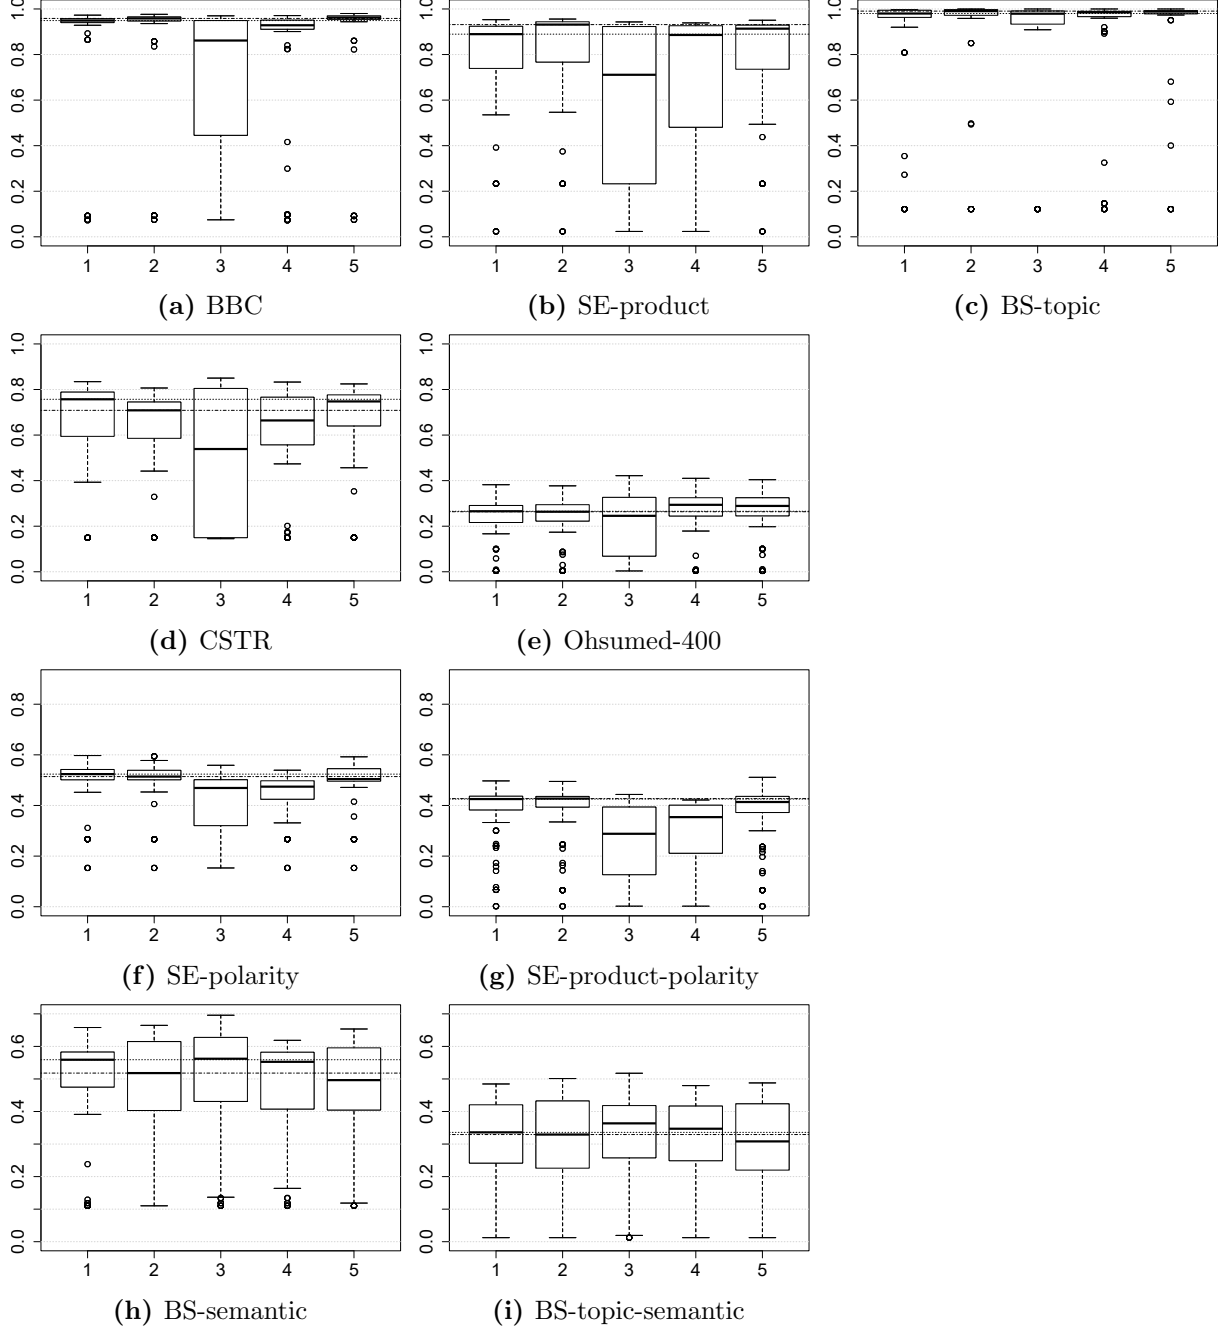 0.0 0.2 0.4 0.6 0.8 1.0
1 2 3 4 5
(a) BBC
0.0 0.2 0.4 0.6 0.8 1.0
1 2 3 4 5
(b) SE-product
0.0 0.2 0.4 0.6 0.8 1.0
1 2 3 4 5
(c) BS-topic
0.0 0.2 0.4 0.6 0.8 1.0
1 2 3 4 5
(d) CSTR
0.0 0.2 0.4 0.6 0.8 1.0
1 2 3 4 5
(e) Ohsumed-400
0.0 0.2 0.4 0.6 0.8
1 2 3 4 5
(f) SE-polarity
0.0 0.2 0.4 0.6 0.8
1 2 3 4 5
(g) SE-product-polarity
0.0 0.2 0.4 0.6
1 2 3 4 5
(h) BS-semantic
0.0 0.2 0.4 0.6
1 2 3 4 5
(i) BS-topic-semantic